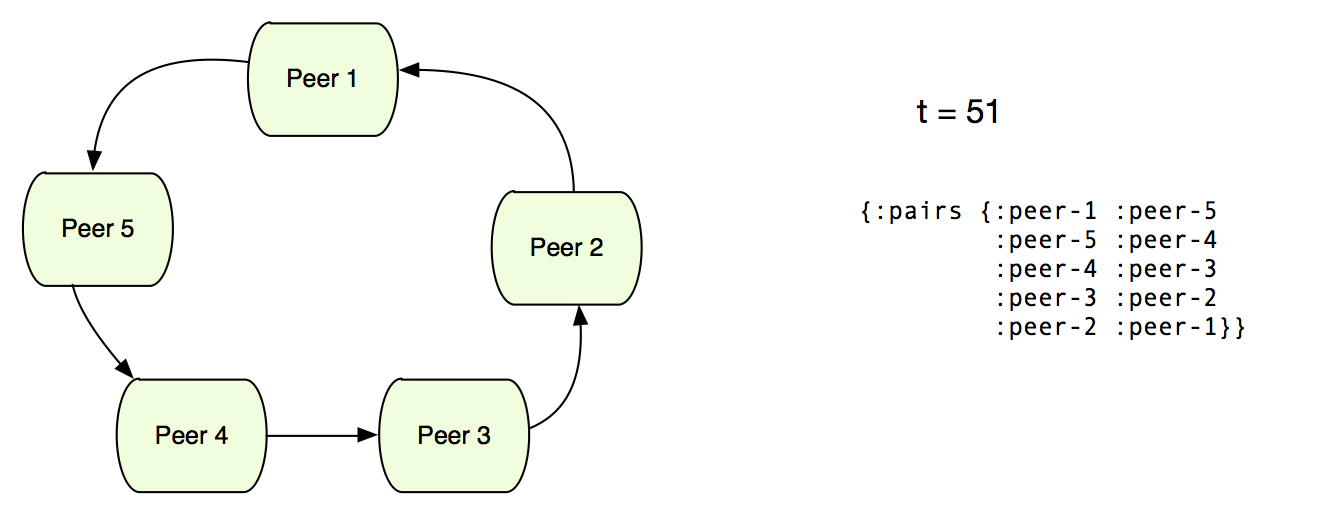 Peer 1
t = 51
Peer 5
Peer 2
{:pairs {:peer-1 :peer-5
:peer-5 :peer-4
:peer-4 :peer-3
:peer-3 :peer-2
:peer-2 :peer-1}}
Peer 4
Peer 3